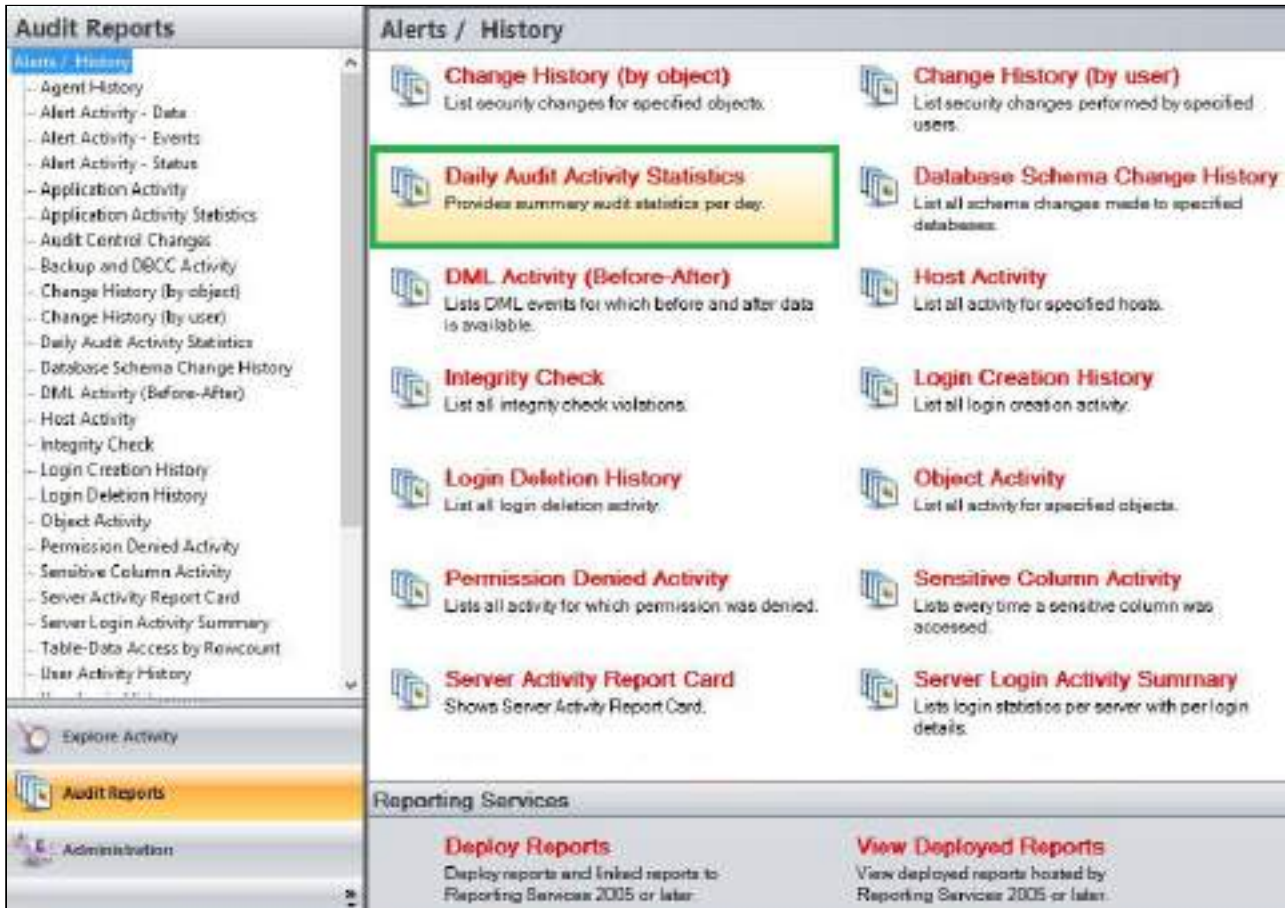 Audit Reports
Alerts / History
Agent History
Alert Activity - Data
Alert Activity - Events
Alert Activity - Status
Application Activity
Application Activity Statistics
Audit Control Changes
Backup and DBCC Activity
Change History (by object)
Change History (by user)
Daily Audit Activity Statistics
Database Schema Change History
DML Activity (Before-After)
Host Activity
Integrity Check
Login Creation History
Login Deletion History
Object Activity
Permission Denied Activity
Sensitive Column Activity
Server Activity Report Card
Server Login Activity Summary
Table-Data Access by Rowcount
User Activity History
Explore Activity
Audit Reports
Administration
Alerts / History
Change History (by object)
List security changes for specified objects.
Change History (by user)
List security changes performed by specified
users.
Daily Audit Activity Statistics
Provides summary audit statistics per day.
Database Schema Change History
List all schema changes made to specified
databases.
DML Activity (Before-After)
Lists DML events for which before and after data
is available.
Host Activity
List all activity for specified hosts.
Integrity Check
List all integrity check violations.
Login Creation History
List all login creation activity.
Login Deletion History
List all login deletion activity.
Object Activity
List all activity for specified objects.
Permission Denied Activity
Lists all activity for which permission was denied.
Sensitive Column Activity
Lists every time a sensitive column was
accessed.
Server Activity Report Card
Shows Server Activity Report Card.
Server Login Activity Summary
Lists login statistics per server with per login
details.
Reporting Services
Deploy Reports
Deploy reports and linked reports to
Reporting Services 2005 or later.
View Deployed Reports
View deployed reports hosted by
Reporting Services 2005 or later.